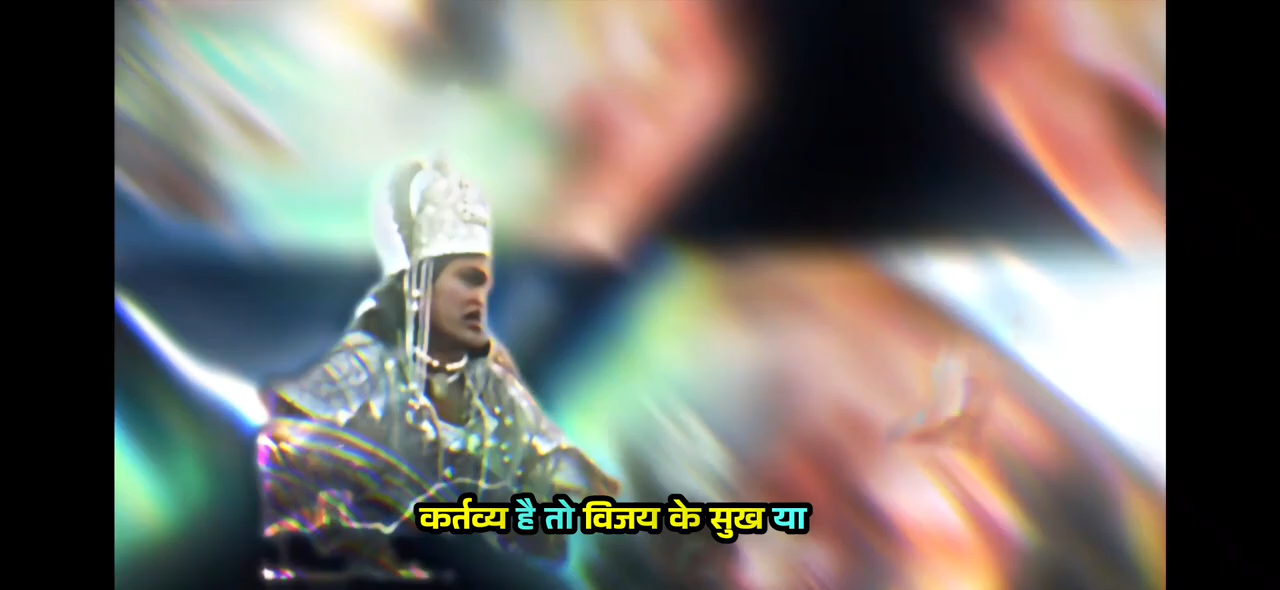 कर्तव्य है तो विजय के सुख या